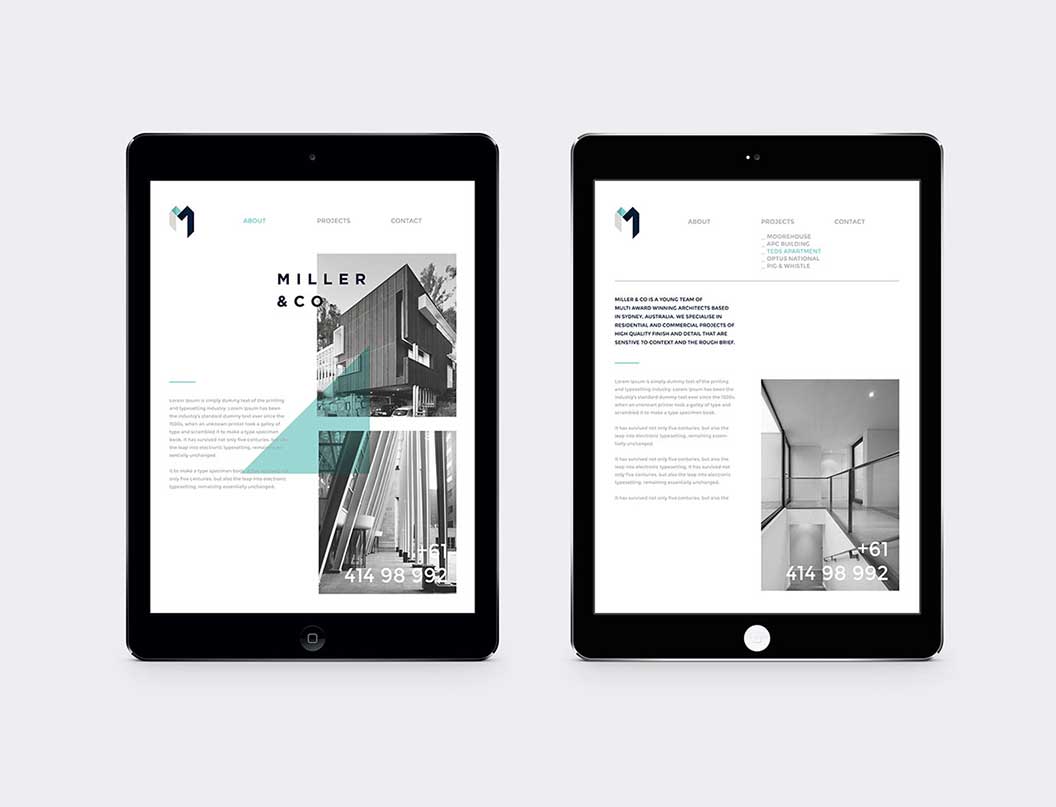 ABOUT
PROJECTS
CONTACT
MILLER
& CO
Lorem Ipsum is simply dummy text of the printing
and typesetting industry. Lorem Ipsum has been
the industry's standard dummy text ever since the
1500s, when an unknown printer took a galley of
type and scrambled it to make a type specimen
book. It has survived not only five centuries, but also
the leap into electronic typesetting, remaining es-
sentially unchanged.
It to make a type specimen book. It has survived not
only five centuries, but also the leap into electronic
typesetting, remaining essentially unchanged.
+61
414 98 992
ABOUT
PROJECTS
CONTACT
_ MOOREHOUSE
_ APC BUILDING
_ TEDS APARTMENT
_ OPTUS NATIONAL
_ PIG & WHISTLE
MILLER & CO IS A YOUNG TEAM OF
MULTI AWARD WINNING ARCHITECTS BASED
IN SYDNEY, AUSTRALIA. WE SPECIALISE IN
RESIDENTIAL AND COMMERCIAL PROJECTS OF
HIGH QUALITY FINISH AND DETAIL THAT ARE
SENSTIVE TO CONTEXT AND THE ROUGH BRIEF.
Lorem Ipsum is simply dummy text of the printing
and typesetting industry. Lorem Ipsum has been the
industry's standard dummy text ever since the 1500s,
when an unknown printer took a galley of type and
scrambled it to make a type specimen book.
It has survived not only five centuries, but also the
leap into electronic typesetting, remaining essen-
tially unchanged.
It has survived not only five centuries, but also the
leap into electronic typesetting. It has survived not
only five centuries, but also the leap into electronic
typesetting, remaining essentially unchanged.
It has survived not only five centuries, but also the
+61
414 98 992